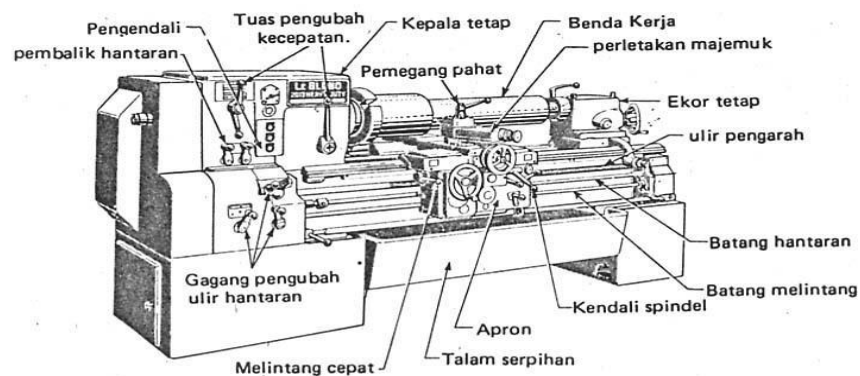 Pengendali
pembalik hantaran
Tuas pengubah
kecepatan.
Kepala tetap
Benda Kerja
perletakan majemuk
Pemegang pahat
Ekor tetap
ulir pengarah
Batang hantaran
Batang melintang
Kendali spindel
Apron
Talam serpihan
Melintang cepat
Gagang pengubah
ulir hantaran